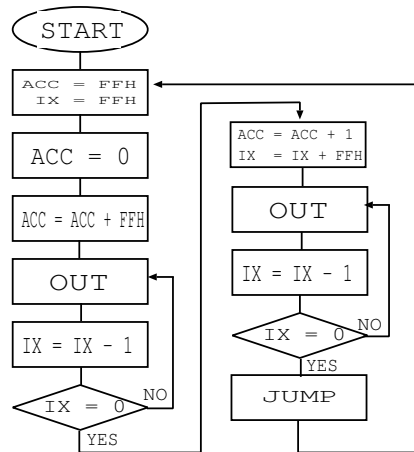 START
ACC = FFH
IX = FFH
ACC = 0
ACC = ACC + FFH
OUT
IX = IX - 1
NO
IX = 0
YES
ACC = ACC + 1
IX = IX + FFH
OUT
IX = IX - 1
IX = 0
NO
YES
JUMP